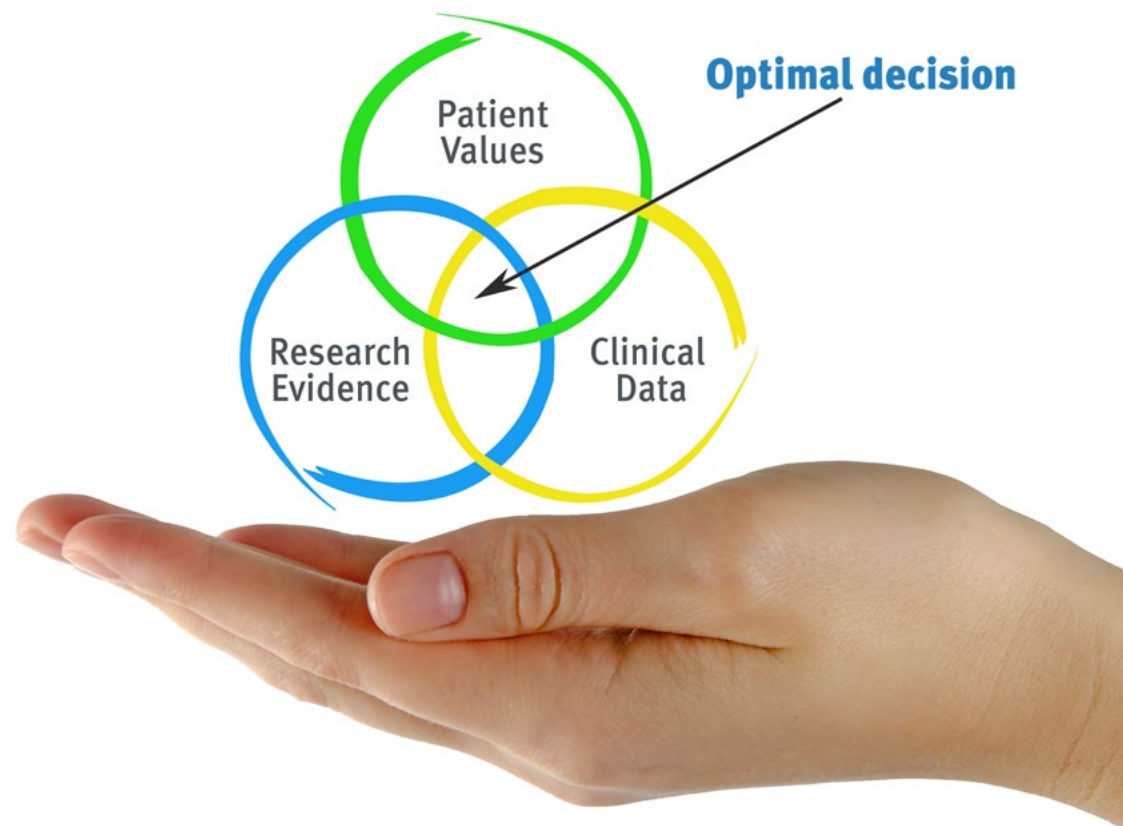 Optimal decision
Patient
Values
Research
Evidence
Clinical
Data